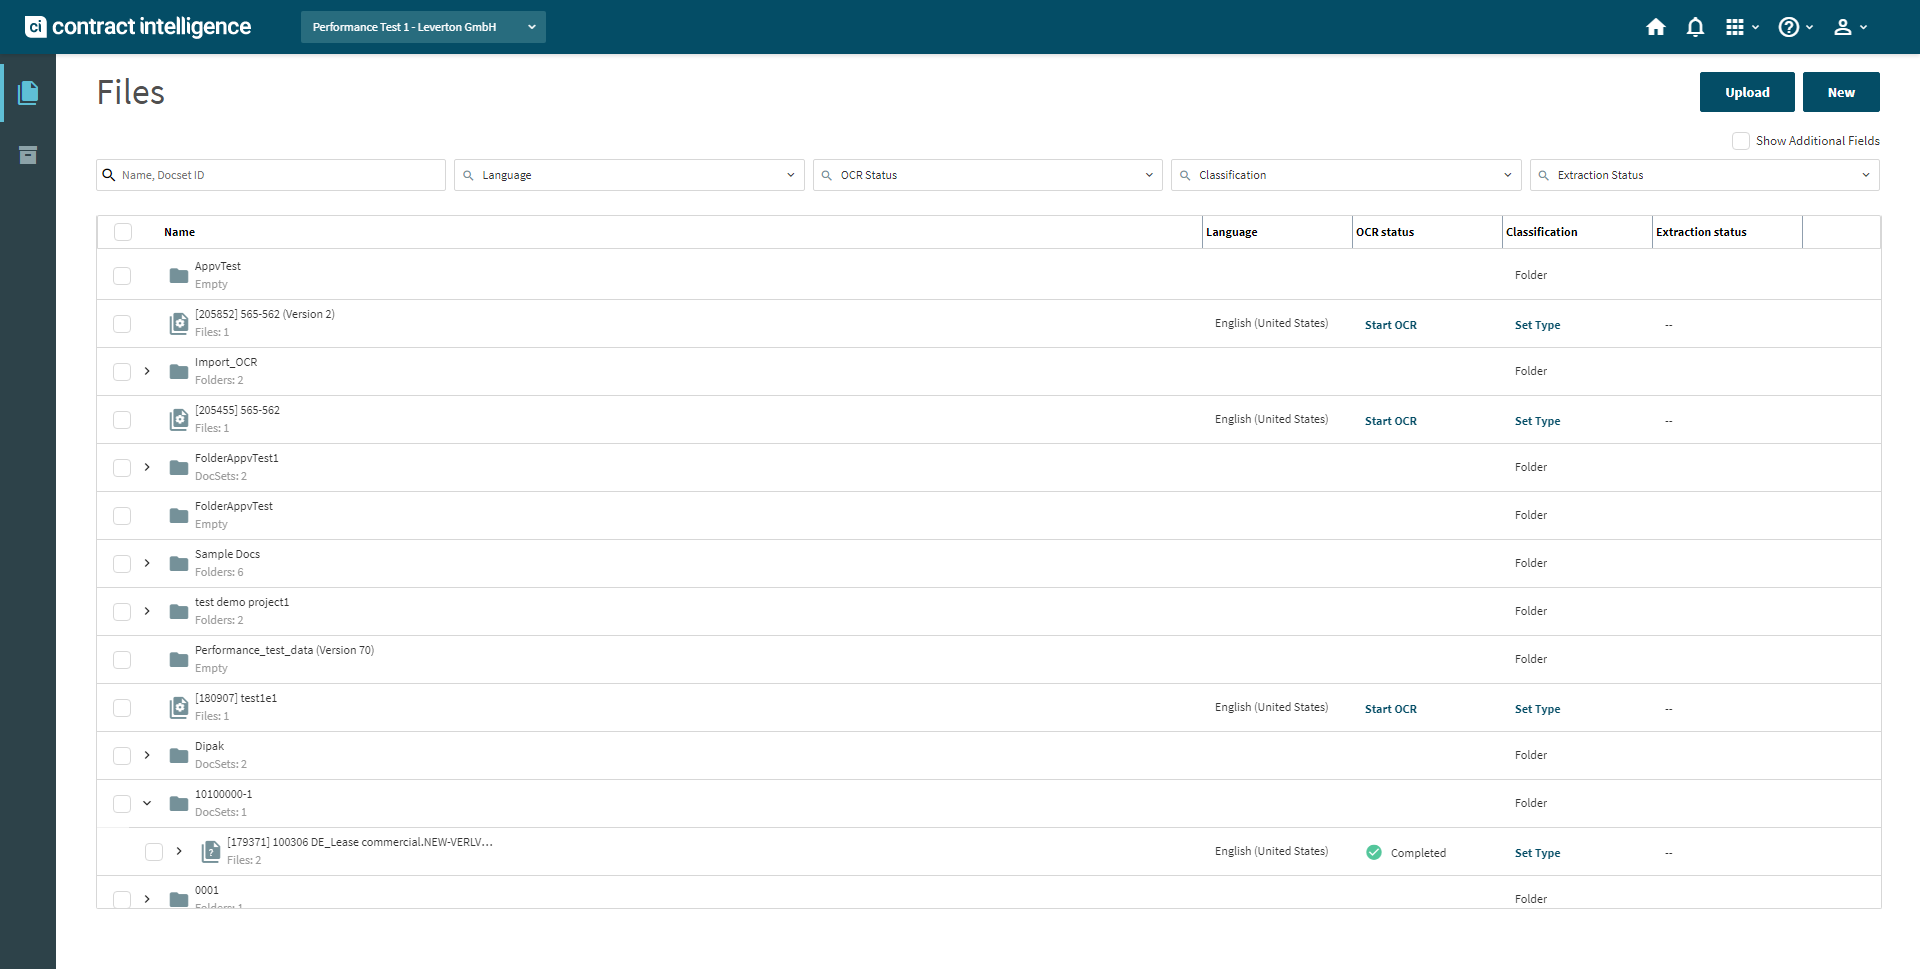 ci contract intelligence
Performance Test 1 - Leverton GmbH
Files
Upload
New
Show Additional Fields
Name, Docset ID
Language
OCR Status
Classification
Extraction Status
Name
Language
OCR status
Classification
Extraction status
AppvTest
Empty
Folder
[205852] 565-562 (Version 2)
Files: 1
English (United States)
Start OCR
Set Type
--
Import_OCR
Folders: 2
Folder
[205455] 565-562
Files: 1
English (United States)
Start OCR
Set Type
--
FolderAppvTest1
DocSets: 2
Folder
FolderAppvTest
Empty
Folder
Sample Docs
Folders: 6
Folder
test demo project1
Folders: 2
Folder
Performance_test_data (Version 70)
Empty
Folder
[180907] test1e1
Files: 1
English (United States)
Start OCR
Set Type
--
Dipak
DocSets: 2
Folder
10100000-1
DocSets: 1
Folder
[179371] 100306 DE_Lease commercial.NEW-VERLV...
Files: 2
English (United States)
Completed
Set Type
--
0001
Folders: 1
Folder